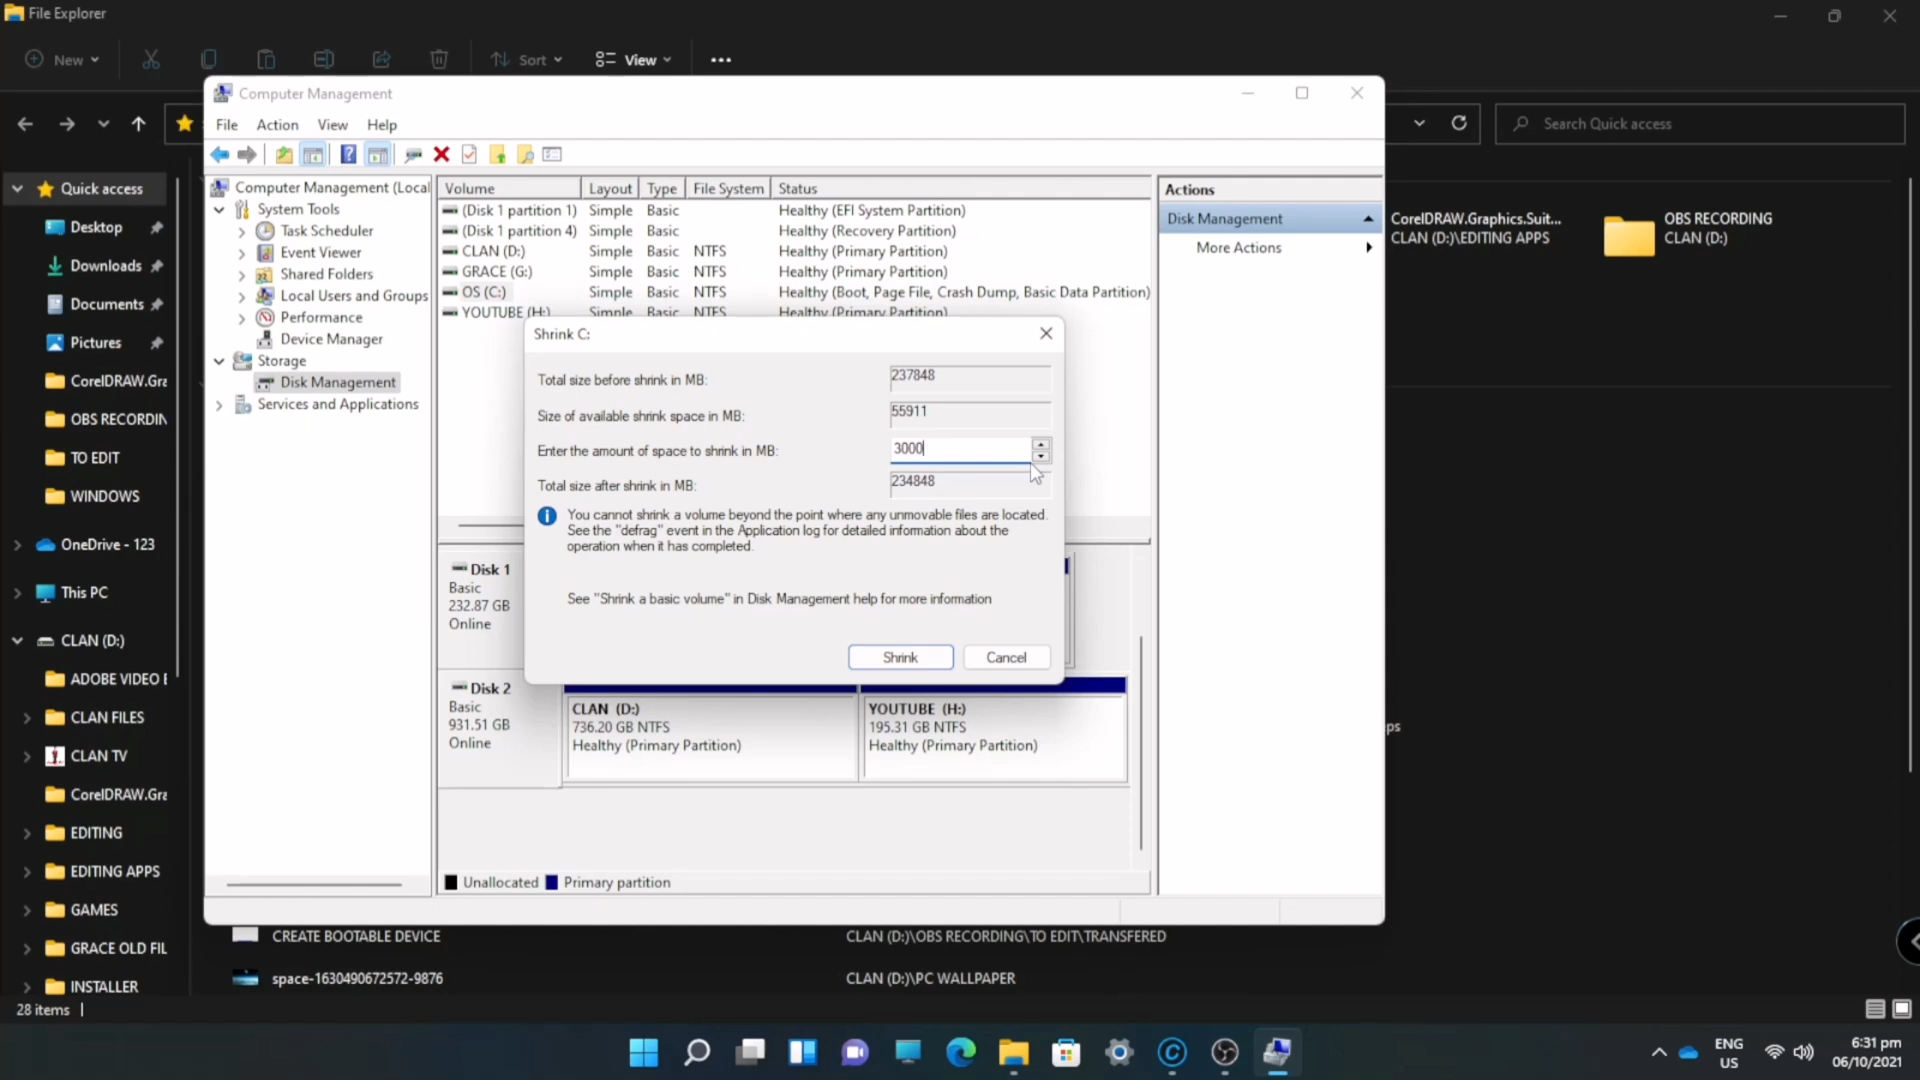 File Explorer
New
Sort
View
Search Quick access
Quick access
Desktop
Downloads
Documents
Pictures
CorelDRAW.Gra
OBS RECORDIN
TO EDIT
WINDOWS
OneDrive - 123
This PC
CLAN (D:)
ADOBE VIDEO E
CLAN FILES
CLAN TV
CorelDRAW.Gra
EDITING
EDITING APPS
GAMES
GRACE OLD FIL
INSTALLER
28 items
Computer Management
File Action View Help
Computer Management (Local
System Tools
Task Scheduler
Event Viewer
Shared Folders
Local Users and Groups
Performance
Device Manager
Storage
Disk Management
Services and Applications
Volume Layout Type File System Status
(Disk 1 partition 1) Simple Basic Healthy (EFI System Partition)
(Disk 1 partition 4) Simple Basic Healthy (Recovery Partition)
CLAN (D:) Simple Basic NTFS Healthy (Primary Partition)
GRACE (G:) Simple Basic NTFS Healthy (Primary Partition)
OS (C:) Simple Basic NTFS Healthy (Boot, Page File, Crash Dump, Basic Data Partition)
YOUTUBE (H:) Simple Basic NTFS Healthy (Primary Partition)
Shrink C:
Total size before shrink in MB: 237848
Size of available shrink space in MB: 55911
Enter the amount of space to shrink in MB: 3000
Total size after shrink in MB: 234848
You cannot shrink a volume beyond the point where any unmovable files are located.
See the "defrag" event in the Application log for detailed information about the
operation when it has completed.
See "Shrink a basic volume" in Disk Management help for more information
Shrink Cancel
Disk 1
Basic
232.87 GB
Online
Disk 2
Basic
931.51 GB
Online
CLAN (D:)
736.20 GB NTFS
Healthy (Primary Partition)
YOUTUBE (H:)
195.31 GB NTFS
Healthy (Primary Partition)
Unallocated Primary partition
Actions
Disk Management
More Actions
CorelDRAW.Graphics.Suit...
CLAN (D:)\EDITING APPS
OBS RECORDING
CLAN (D:)
ps
CREATE BOOTABLE DEVICE CLAN (D:)\OBS RECORDING\TO EDIT\TRANSFERED
space-1630490672572-9876 CLAN (D:)\PC WALLPAPER
ENG
US
6:31 pm
06/10/2021